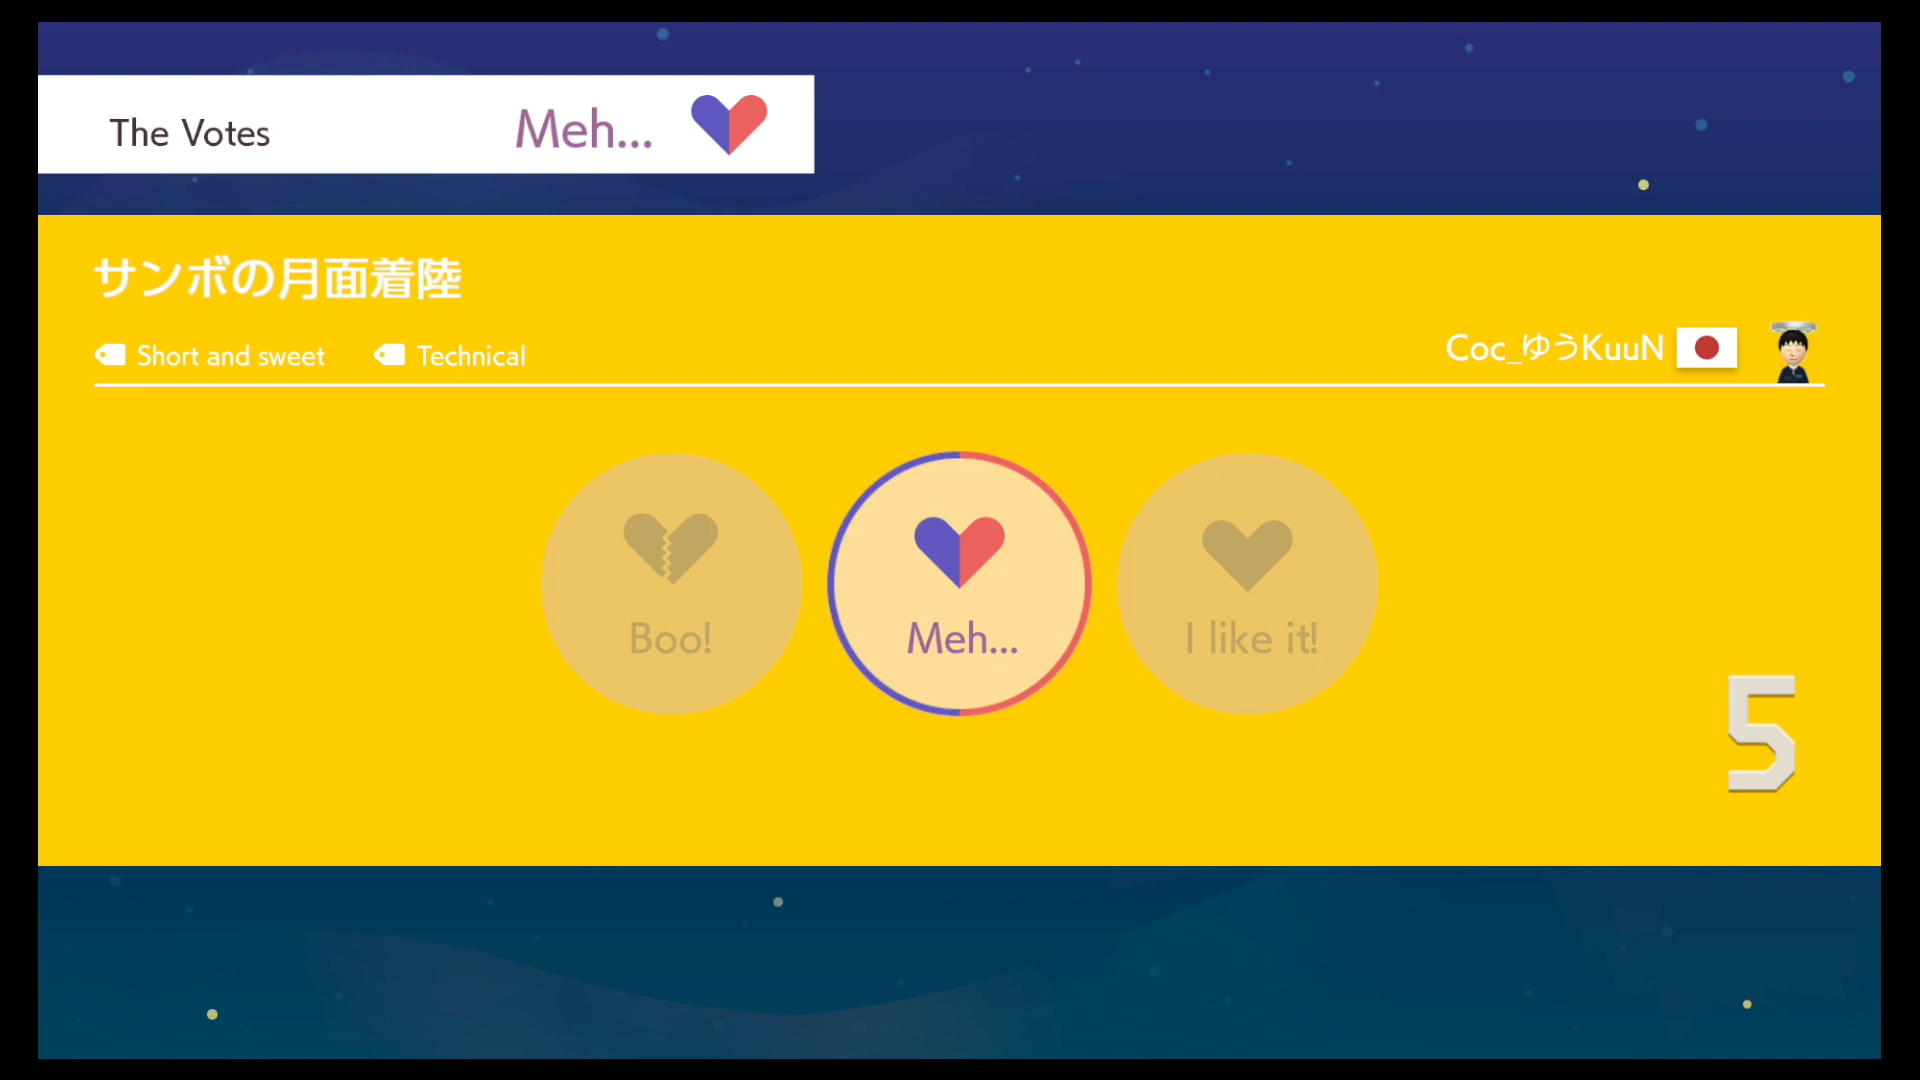 The Votes Meh...
サンボの月面着陸
Short and sweet Technical
Coc_ゆうKuuN
Boo! Meh... I like it!
5